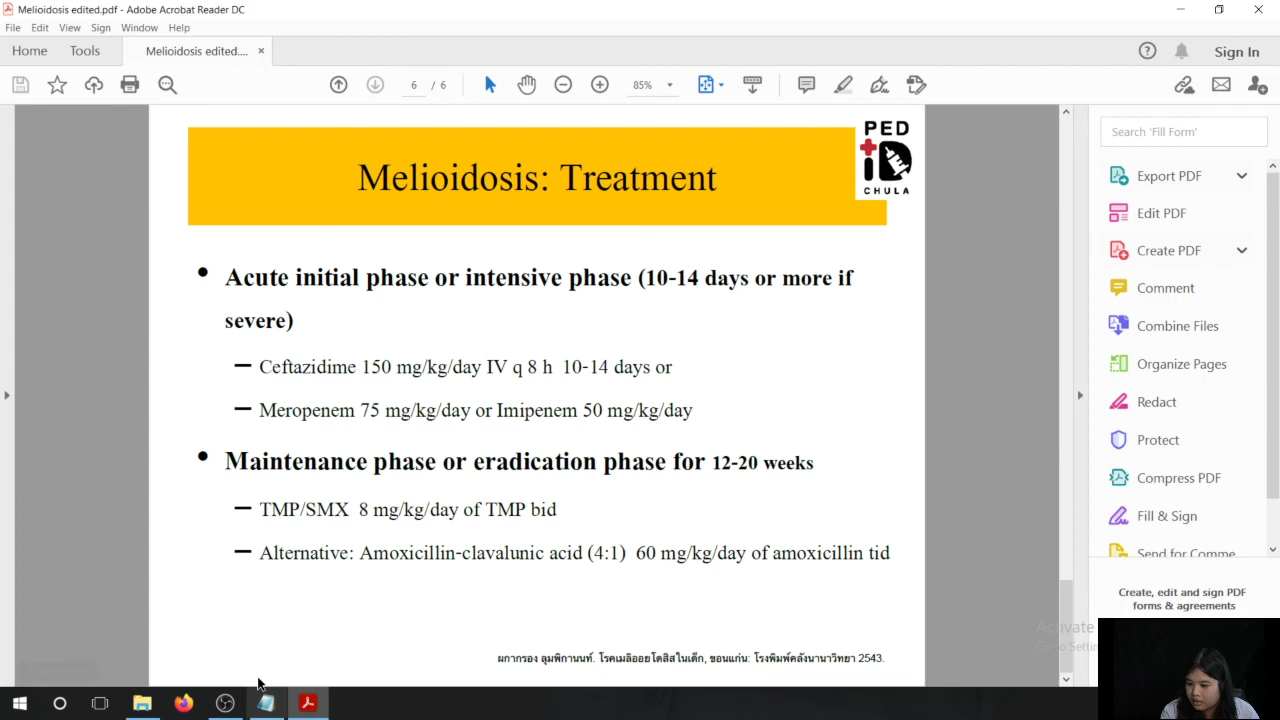 Melioidosis edited.pdf - Adobe Acrobat Reader DC
File Edit View Sign Window Help
Home Tools Melioidosis edited.... × Sign In
6 / 6 85%
PED
iD
CHULA
Melioidosis: Treatment
• Acute initial phase or intensive phase (10-14 days or more if
severe)
– Ceftazidime 150 mg/kg/day IV q 8 h 10-14 days or
– Meropenem 75 mg/kg/day or Imipenem 50 mg/kg/day
• Maintenance phase or eradication phase for 12-20 weeks
– TMP/SMX 8 mg/kg/day of TMP bid
– Alternative: Amoxicillin-clavalunic acid (4:1) 60 mg/kg/day of amoxicillin tid
ผกากรอง ลุมพิกานนท์. โรคเมลิออยโดสิสในเด็ก, ขอนแก่น: โรงพิมพ์คลังนานาวิทยา 2543.
Search 'Fill Form'
Export PDF
Edit PDF
Create PDF
Comment
Combine Files
Organize Pages
Redact
Protect
Compress PDF
Fill & Sign
Send for Comme
Create, edit and sign PDF
forms & agreements